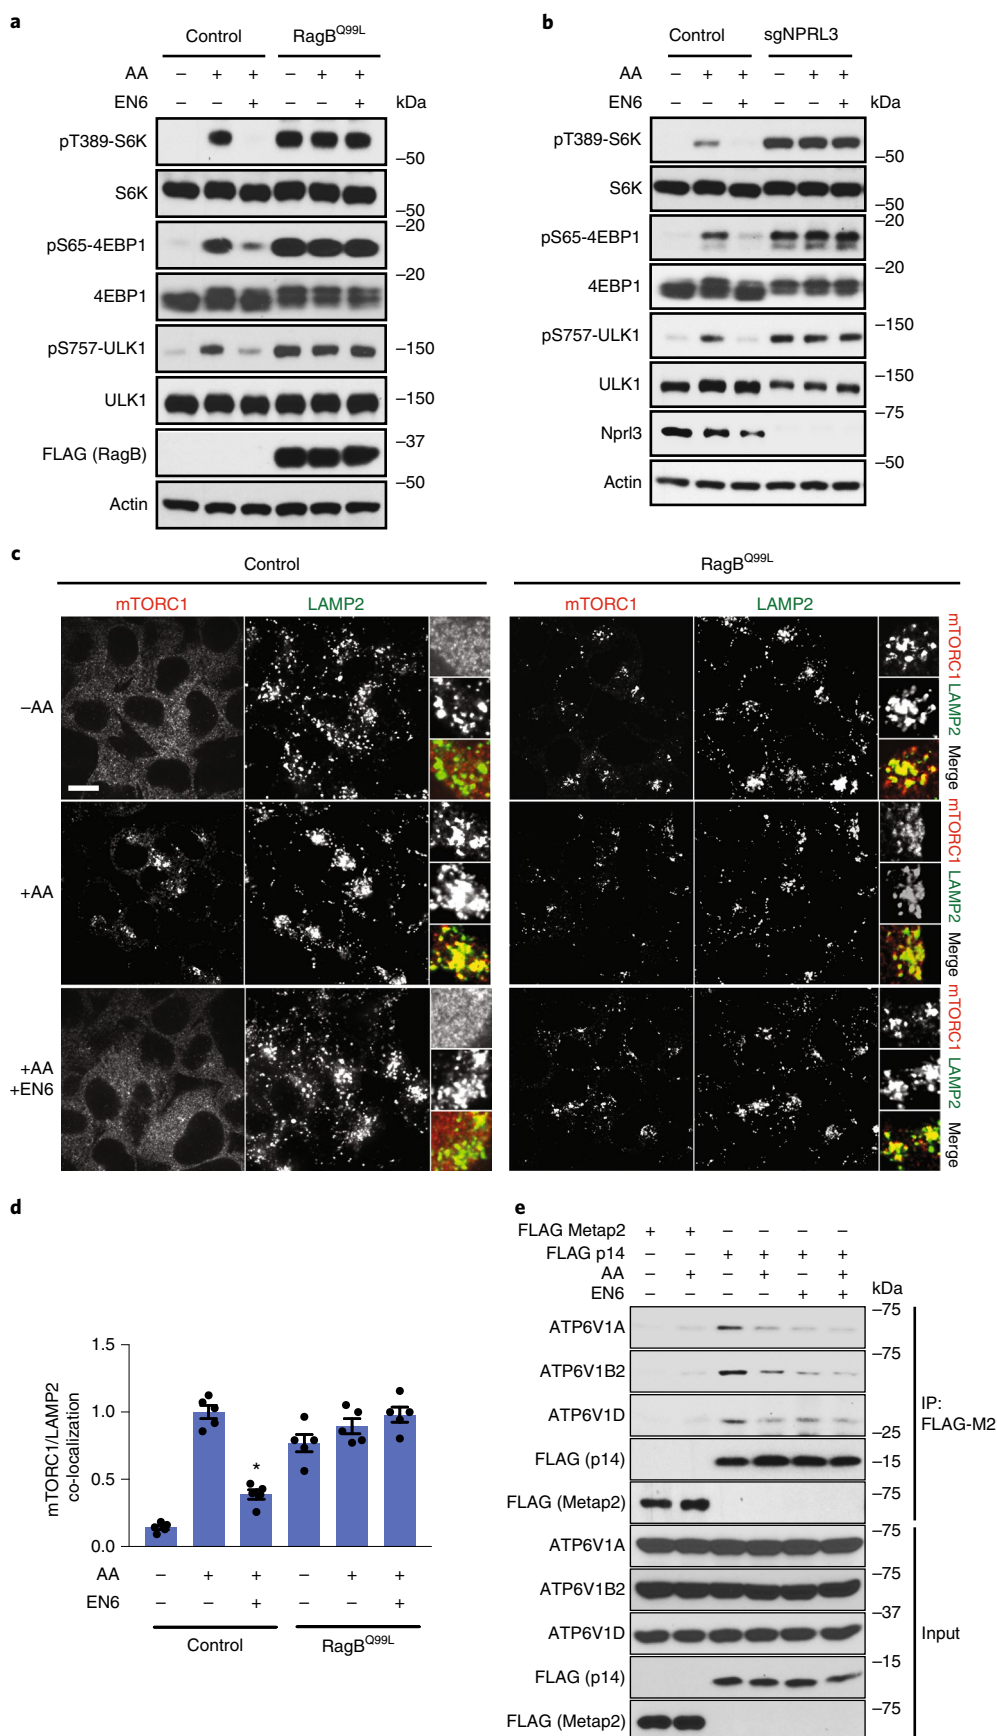 a
Control RagB^Q99L
AA – + + – + +
EN6 – – + – – + kDa
pT389-S6K –50
S6K –50
pS65-4EBP1 –20
4EBP1 –20
pS757-ULK1 –150
ULK1 –150
FLAG (RagB) –37
Actin –50
b
Control sgNPRL3
AA – + + – + +
EN6 – – + – – + kDa
pT389-S6K –50
S6K –50
pS65-4EBP1 –20
4EBP1 –20
pS757-ULK1 –150
ULK1 –150
Nprl3 –75
Actin –50
c
Control RagB^Q99L
mTORC1 LAMP2 mTORC1 LAMP2
–AA
mTORC1 LAMP2 Merge
+AA
mTORC1 LAMP2 Merge
+AA
+EN6
mTORC1 LAMP2 Merge
d
mTORC1/LAMP2
co-localization
1.5
1.0
0.5
0.0
*
AA – + + – + +
EN6 – – + – – +
Control RagB^Q99L
e
FLAG Metap2 + + – – – –
FLAG p14 – – + + + +
AA – + – + – +
EN6 – – – – + + kDa
ATP6V1A –75
ATP6V1B2 –75
ATP6V1D –25
FLAG (p14) –15
FLAG (Metap2) –75
IP:
FLAG-M2
ATP6V1A –75
ATP6V1B2 –75
ATP6V1D –37
FLAG (p14) –15
FLAG (Metap2) –75
Input